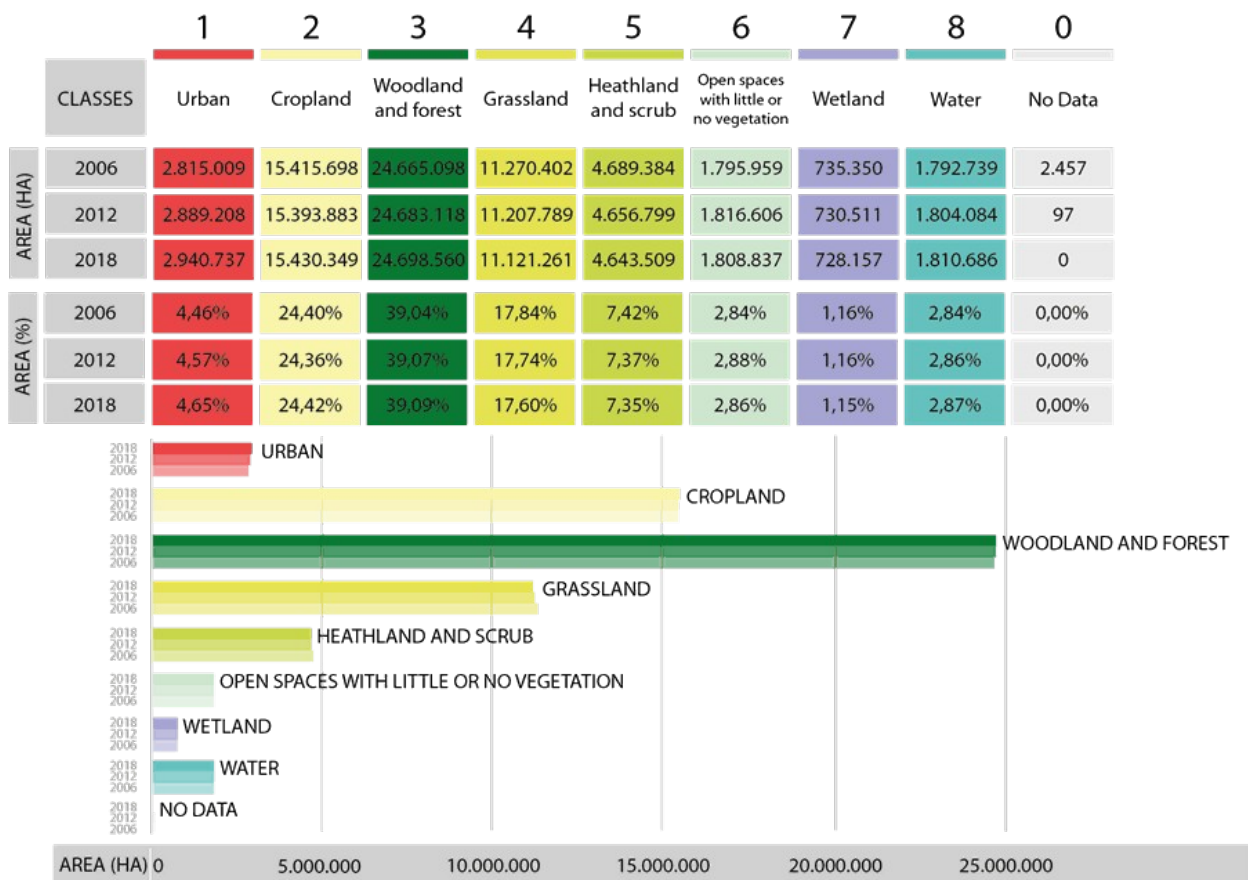 1 2 3 4 5 6 7 8 0
CLASSES Urban Cropland Woodland and forest Grassland Heathland and scrub Open spaces with little or no vegetation Wetland Water No Data
AREA (HA)
2006 2.815.009 15.415.698 24.665.098 11.270.402 4.689.384 1.795.959 735.350 1.792.739 2.457
2012 2.889.208 15.393.883 24.683.118 11.207.789 4.656.799 1.816.606 730.511 1.804.084 97
2018 2.940.737 15.430.349 24.698.560 11.121.261 4.643.509 1.808.837 728.157 1.810.686 0
AREA (%)
2006 4,46% 24,40% 39,04% 17,84% 7,42% 2,84% 1,16% 2,84% 0,00%
2012 4,57% 24,36% 39,07% 17,74% 7,37% 2,88% 1,16% 2,86% 0,00%
2018 4,65% 24,42% 39,09% 17,60% 7,35% 2,86% 1,15% 2,87% 0,00%
2018 URBAN
2012
2006
2018 CROPLAND
2012
2006
2018 WOODLAND AND FOREST
2012
2006
2018 GRASSLAND
2012
2006
2018 HEATHLAND AND SCRUB
2012
2006
2018 OPEN SPACES WITH LITTLE OR NO VEGETATION
2012
2006
2018 WETLAND
2012
2006
2018 WATER
2012
2006
2018 NO DATA
2012
2006
AREA (HA) 0 5.000.000 10.000.000 15.000.000 20.000.000 25.000.000